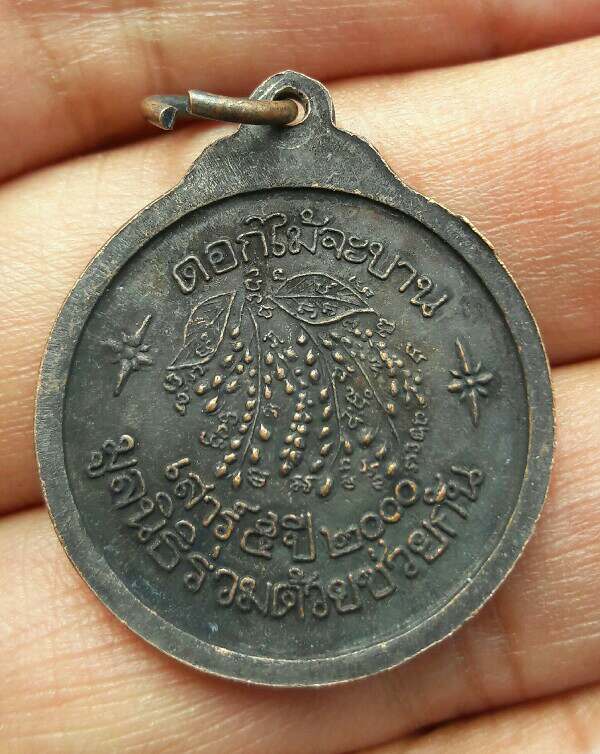 ดอกไม้จะบาน
เสาร์ ๕ ปี ๒๐๐๐
มูลนิธิร่วมด้วยช่วยกัน